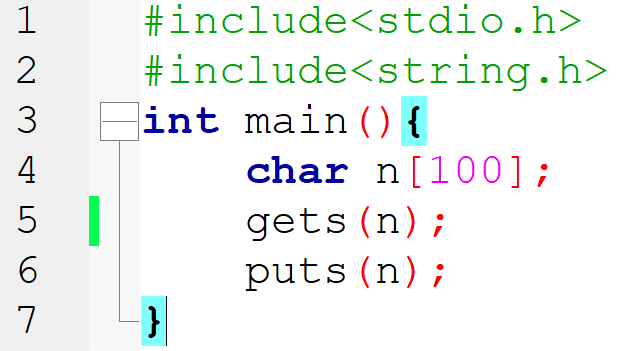 1 #include<stdio.h>
2 #include<string.h>
3 int main(){
4 char n[100];
5 gets(n);
6 puts(n);
7 }